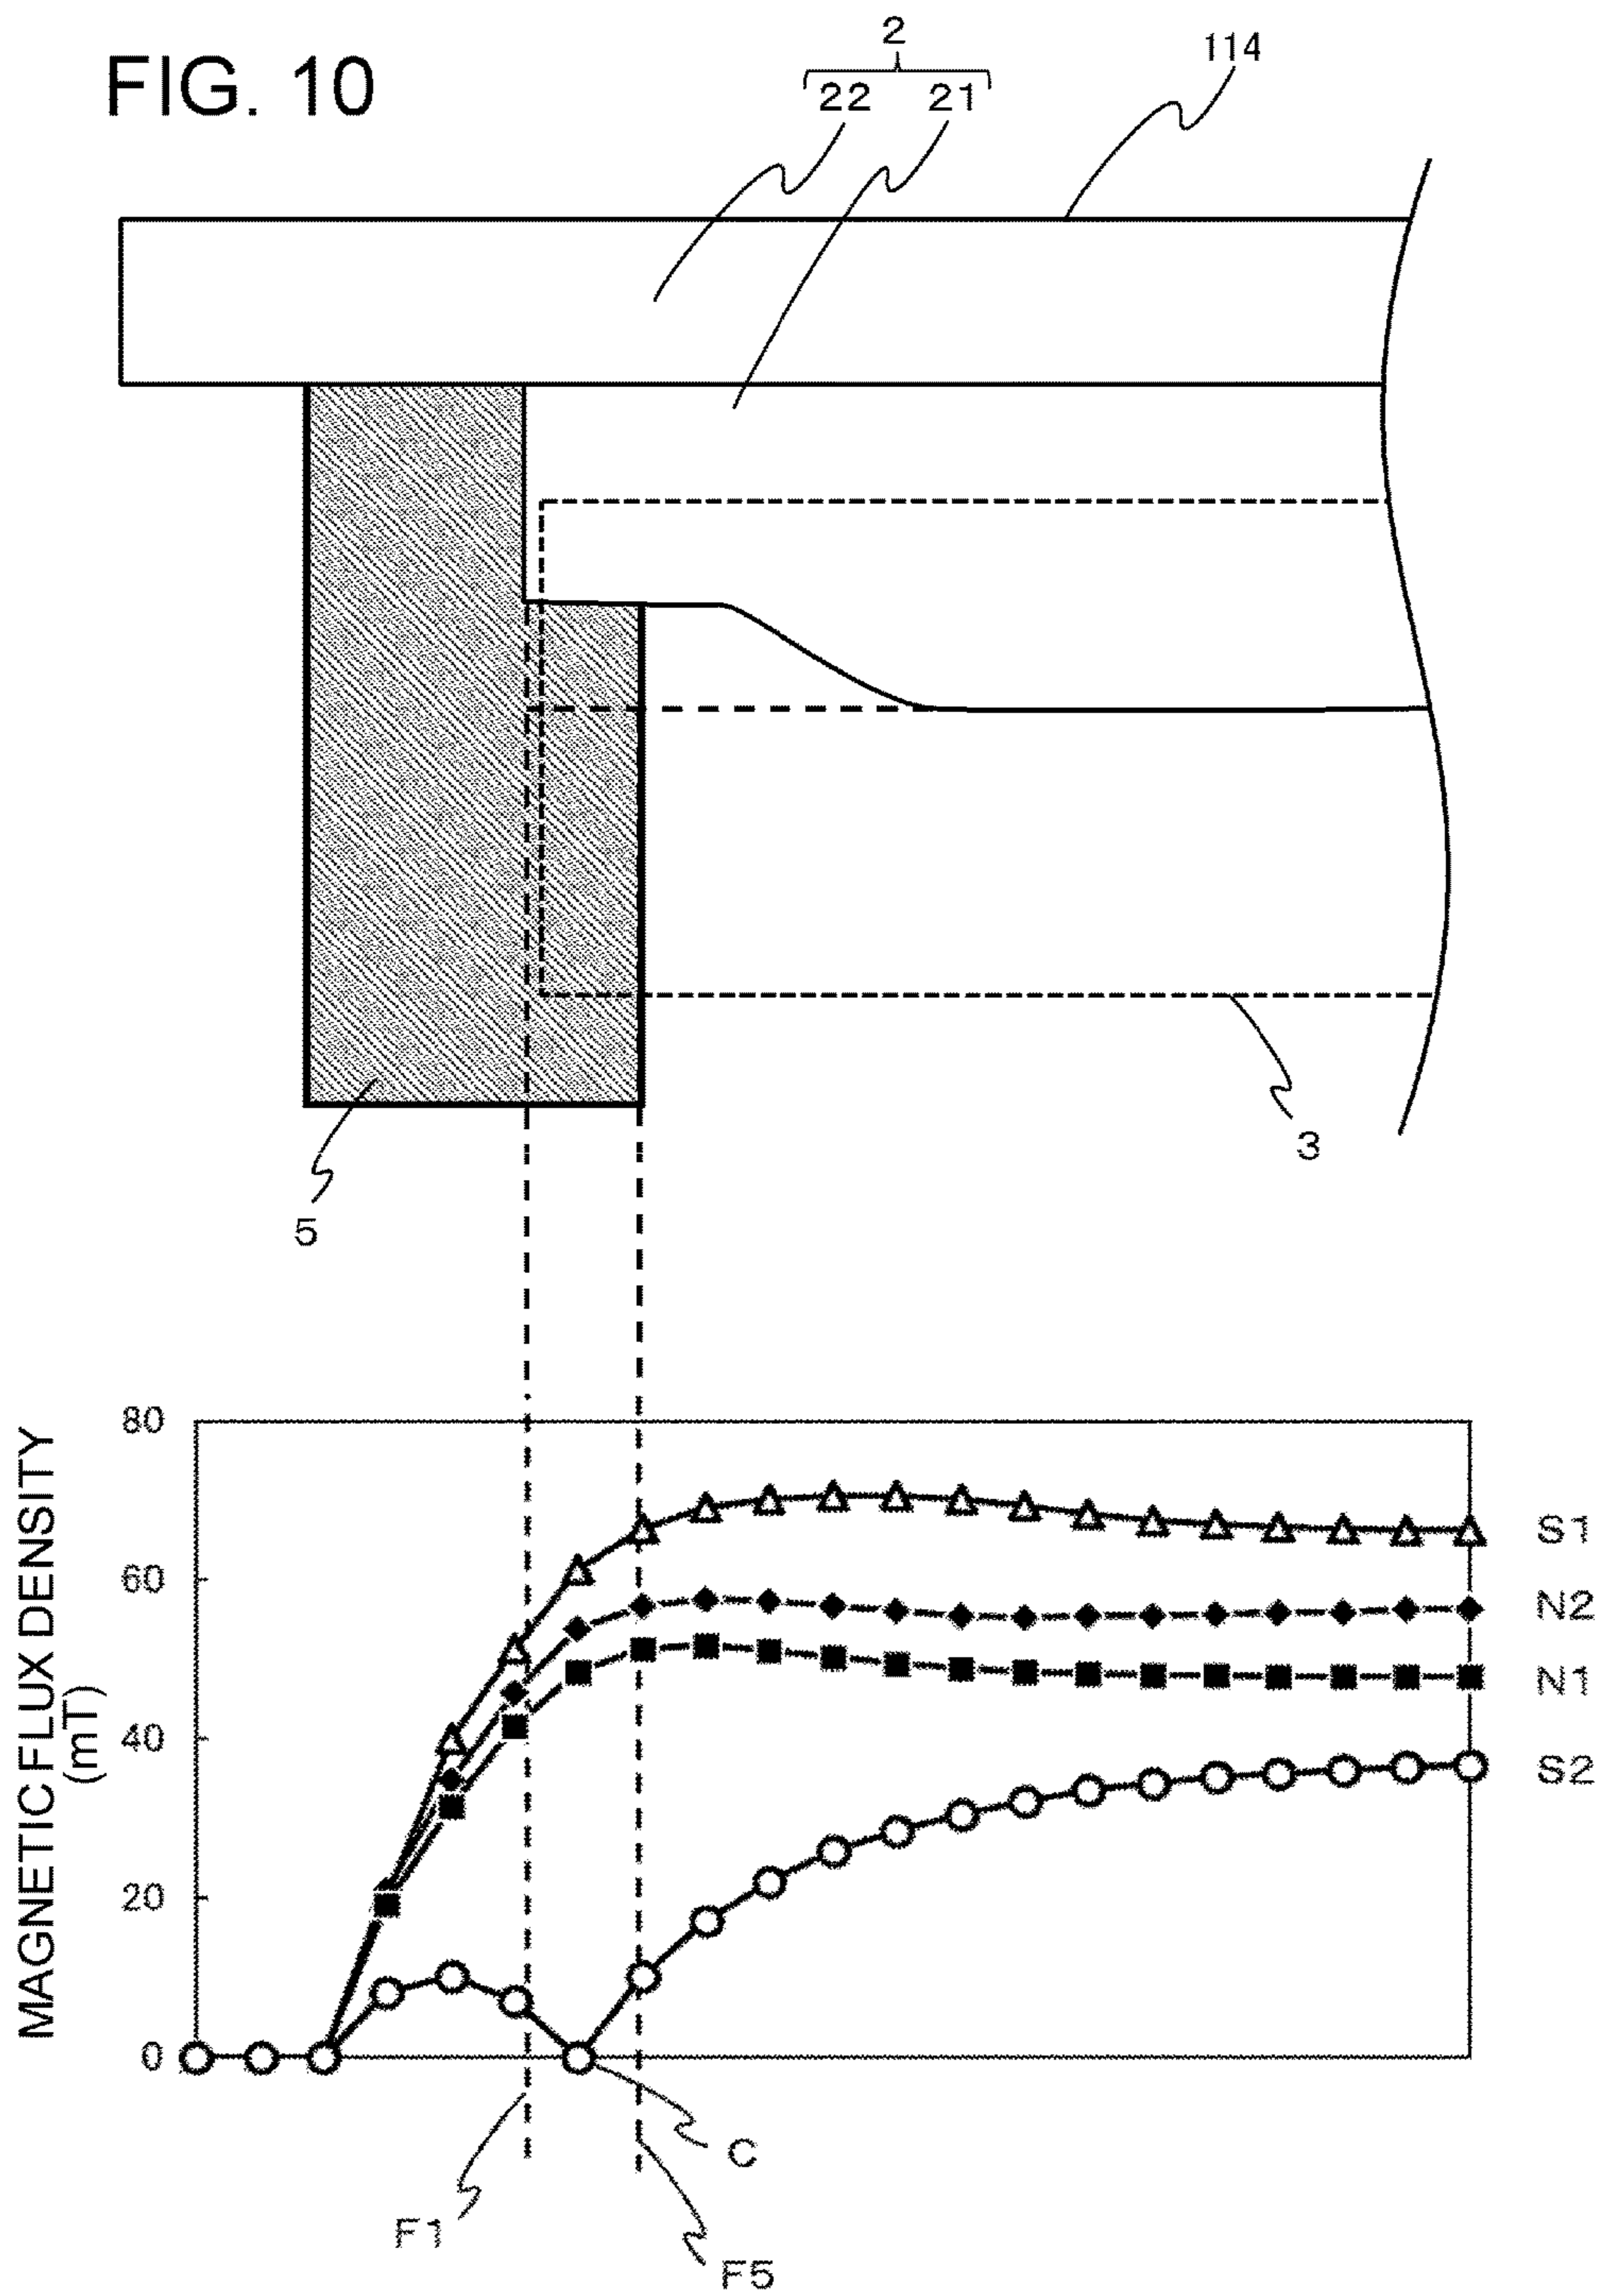 FIG. 10
2
22 21
114
3
5
MAGNETIC FLUX DENSITY
(mT)
80
60
40
20
0
S1
N2
N1
S2
C
F1
F5